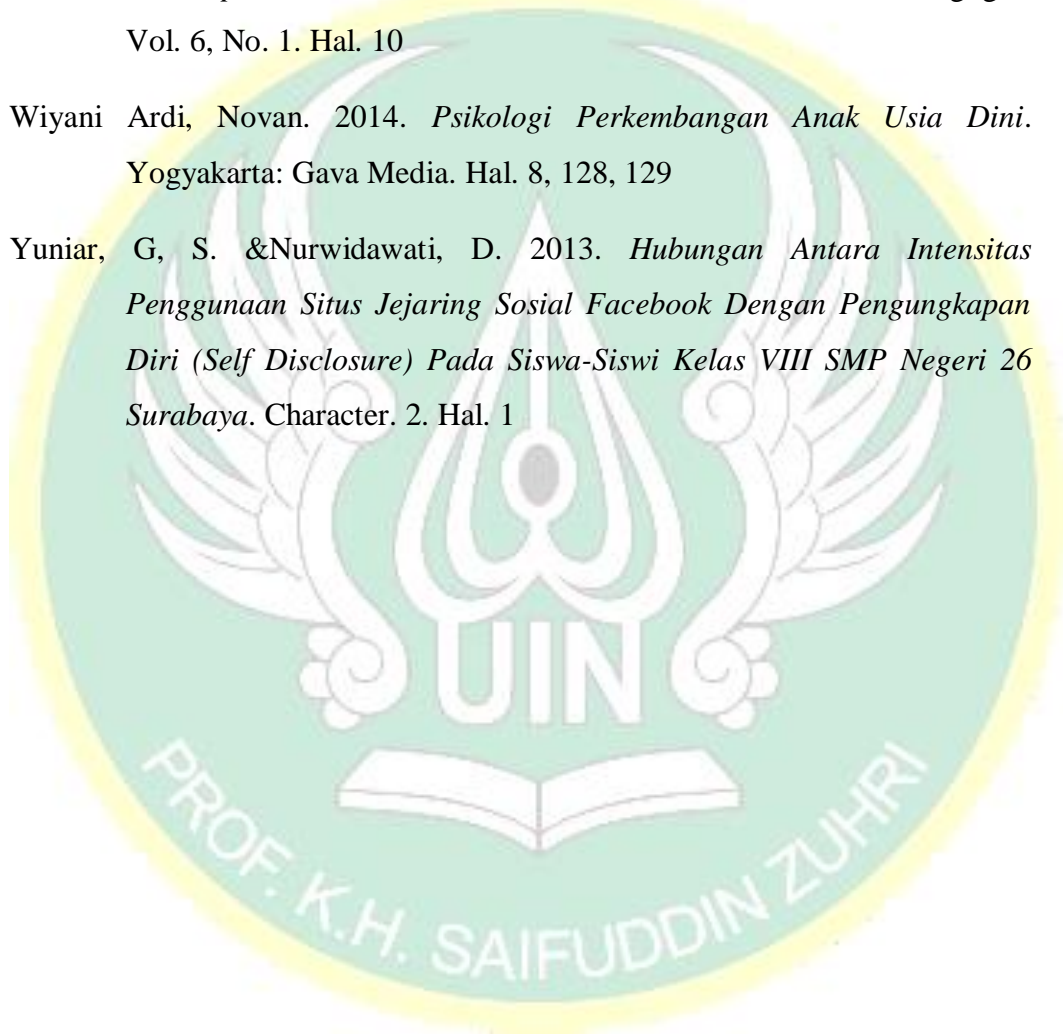 Vol. 6, No. 1. Hal. 10
Wiyani Ardi, Novan. 2014. Psikologi Perkembangan Anak Usia Dini.
Yogyakarta: Gava Media. Hal. 8, 128, 129
Yuniar, G, S. &Nurwidawati, D. 2013. Hubungan Antara Intensitas
Penggunaan Situs Jejaring Sosial Facebook Dengan Pengungkapan
Diri (Self Disclosure) Pada Siswa-Siswi Kelas VIII SMP Negeri 26
Surabaya. Character. 2. Hal. 1
UIN
PROF. K.H. SAIFUDDIN ZUHRI